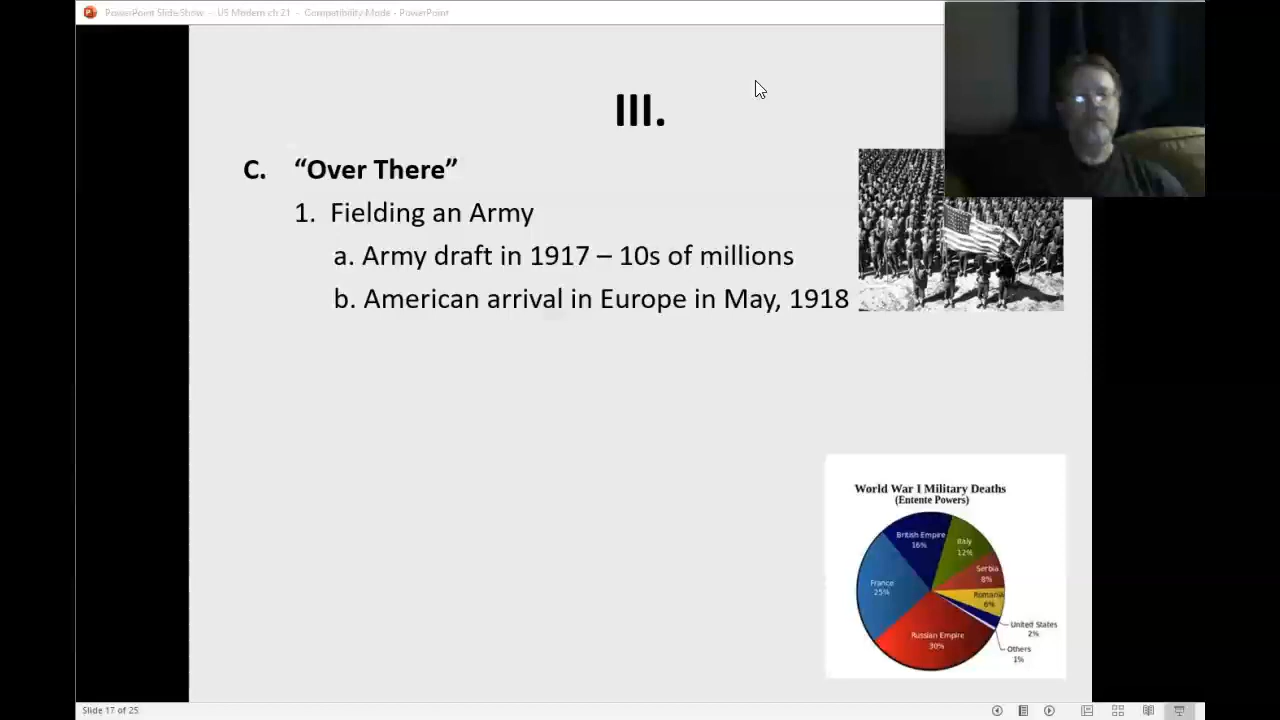 PowerPoint Slide Show - US Modern ch 21 - Compatibility Mode - PowerPoint
III.
C. “Over There”
1. Fielding an Army
a. Army draft in 1917 – 10s of millions
b. American arrival in Europe in May, 1918
World War I Military Deaths
(Entente Powers)
British Empire
16%
Italy
12%
Serbia
8%
France
25%
Romania
6%
United States
2%
Russian Empire
30%
Others
1%
Slide 17 of 25